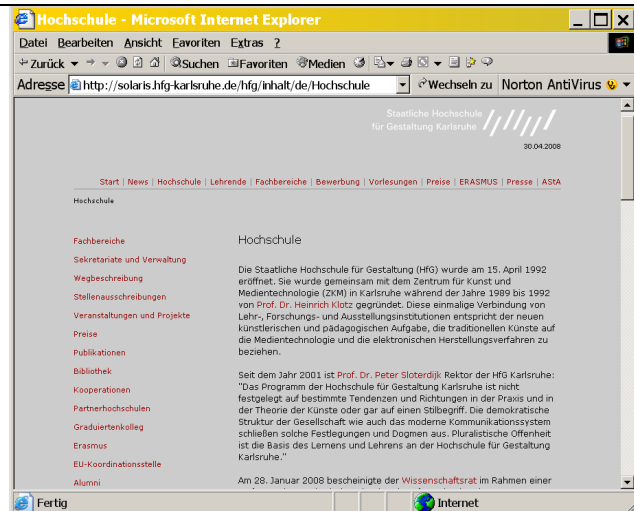 Hochschule - Microsoft Internet Explorer
Datei Bearbeiten Ansicht Favoriten Extras ?
Zurück Suchen Favoriten Medien
Adresse http://solaris.hfg-karlsruhe.de/hfg/inhalt/de/Hochschule Wechseln zu Norton AntiVirus
Staatliche Hochschule
für Gestaltung Karlsruhe
30.04.2008
Start | News | Hochschule | Lehrende | Fachbereiche | Bewerbung | Vorlesungen | Preise | ERASMUS | Presse | AStA
Hochschule
Fachbereiche
Sekretariate und Verwaltung
Wegbeschreibung
Stellenausschreibungen
Veranstaltungen und Projekte
Preise
Publikationen
Bibliothek
Kooperationen
Partnerhochschulen
Graduiertenkolleg
Erasmus
EU-Koordinationsstelle
Alumni
Hochschule
Die Staatliche Hochschule für Gestaltung (HfG) wurde am 15. April 1992
eröffnet. Sie wurde gemeinsam mit dem Zentrum für Kunst und
Medientechnologie (ZKM) in Karlsruhe während der Jahre 1989 bis 1992
von Prof. Dr. Heinrich Klotz gegründet. Diese einmalige Verbindung von
Lehr-, Forschungs- und Ausstellungsinstitutionen entspricht der neuen
künstlerischen und pädagogischen Aufgabe, die traditionellen Künste auf
die Medientechnologie und die elektronischen Herstellungsverfahren zu
beziehen.
Seit dem Jahr 2001 ist Prof. Dr. Peter Sloterdijk Rektor der HfG Karlsruhe:
"Das Programm der Hochschule für Gestaltung Karlsruhe ist nicht
festgelegt auf bestimmte Tendenzen und Richtungen in der Praxis und in
der Theorie der Künste oder gar auf einen Stilbegriff. Die demokratische
Struktur der Gesellschaft wie auch das moderne Kommunikationssystem
schließen solche Festlegungen und Dogmen aus. Pluralistische Offenheit
ist die Basis des Lernens und Lehrens an der Hochschule für Gestaltung
Karlsruhe."
Am 28. Januar 2008 bescheinigte der Wissenschaftsrat im Rahmen einer
Fertig Internet